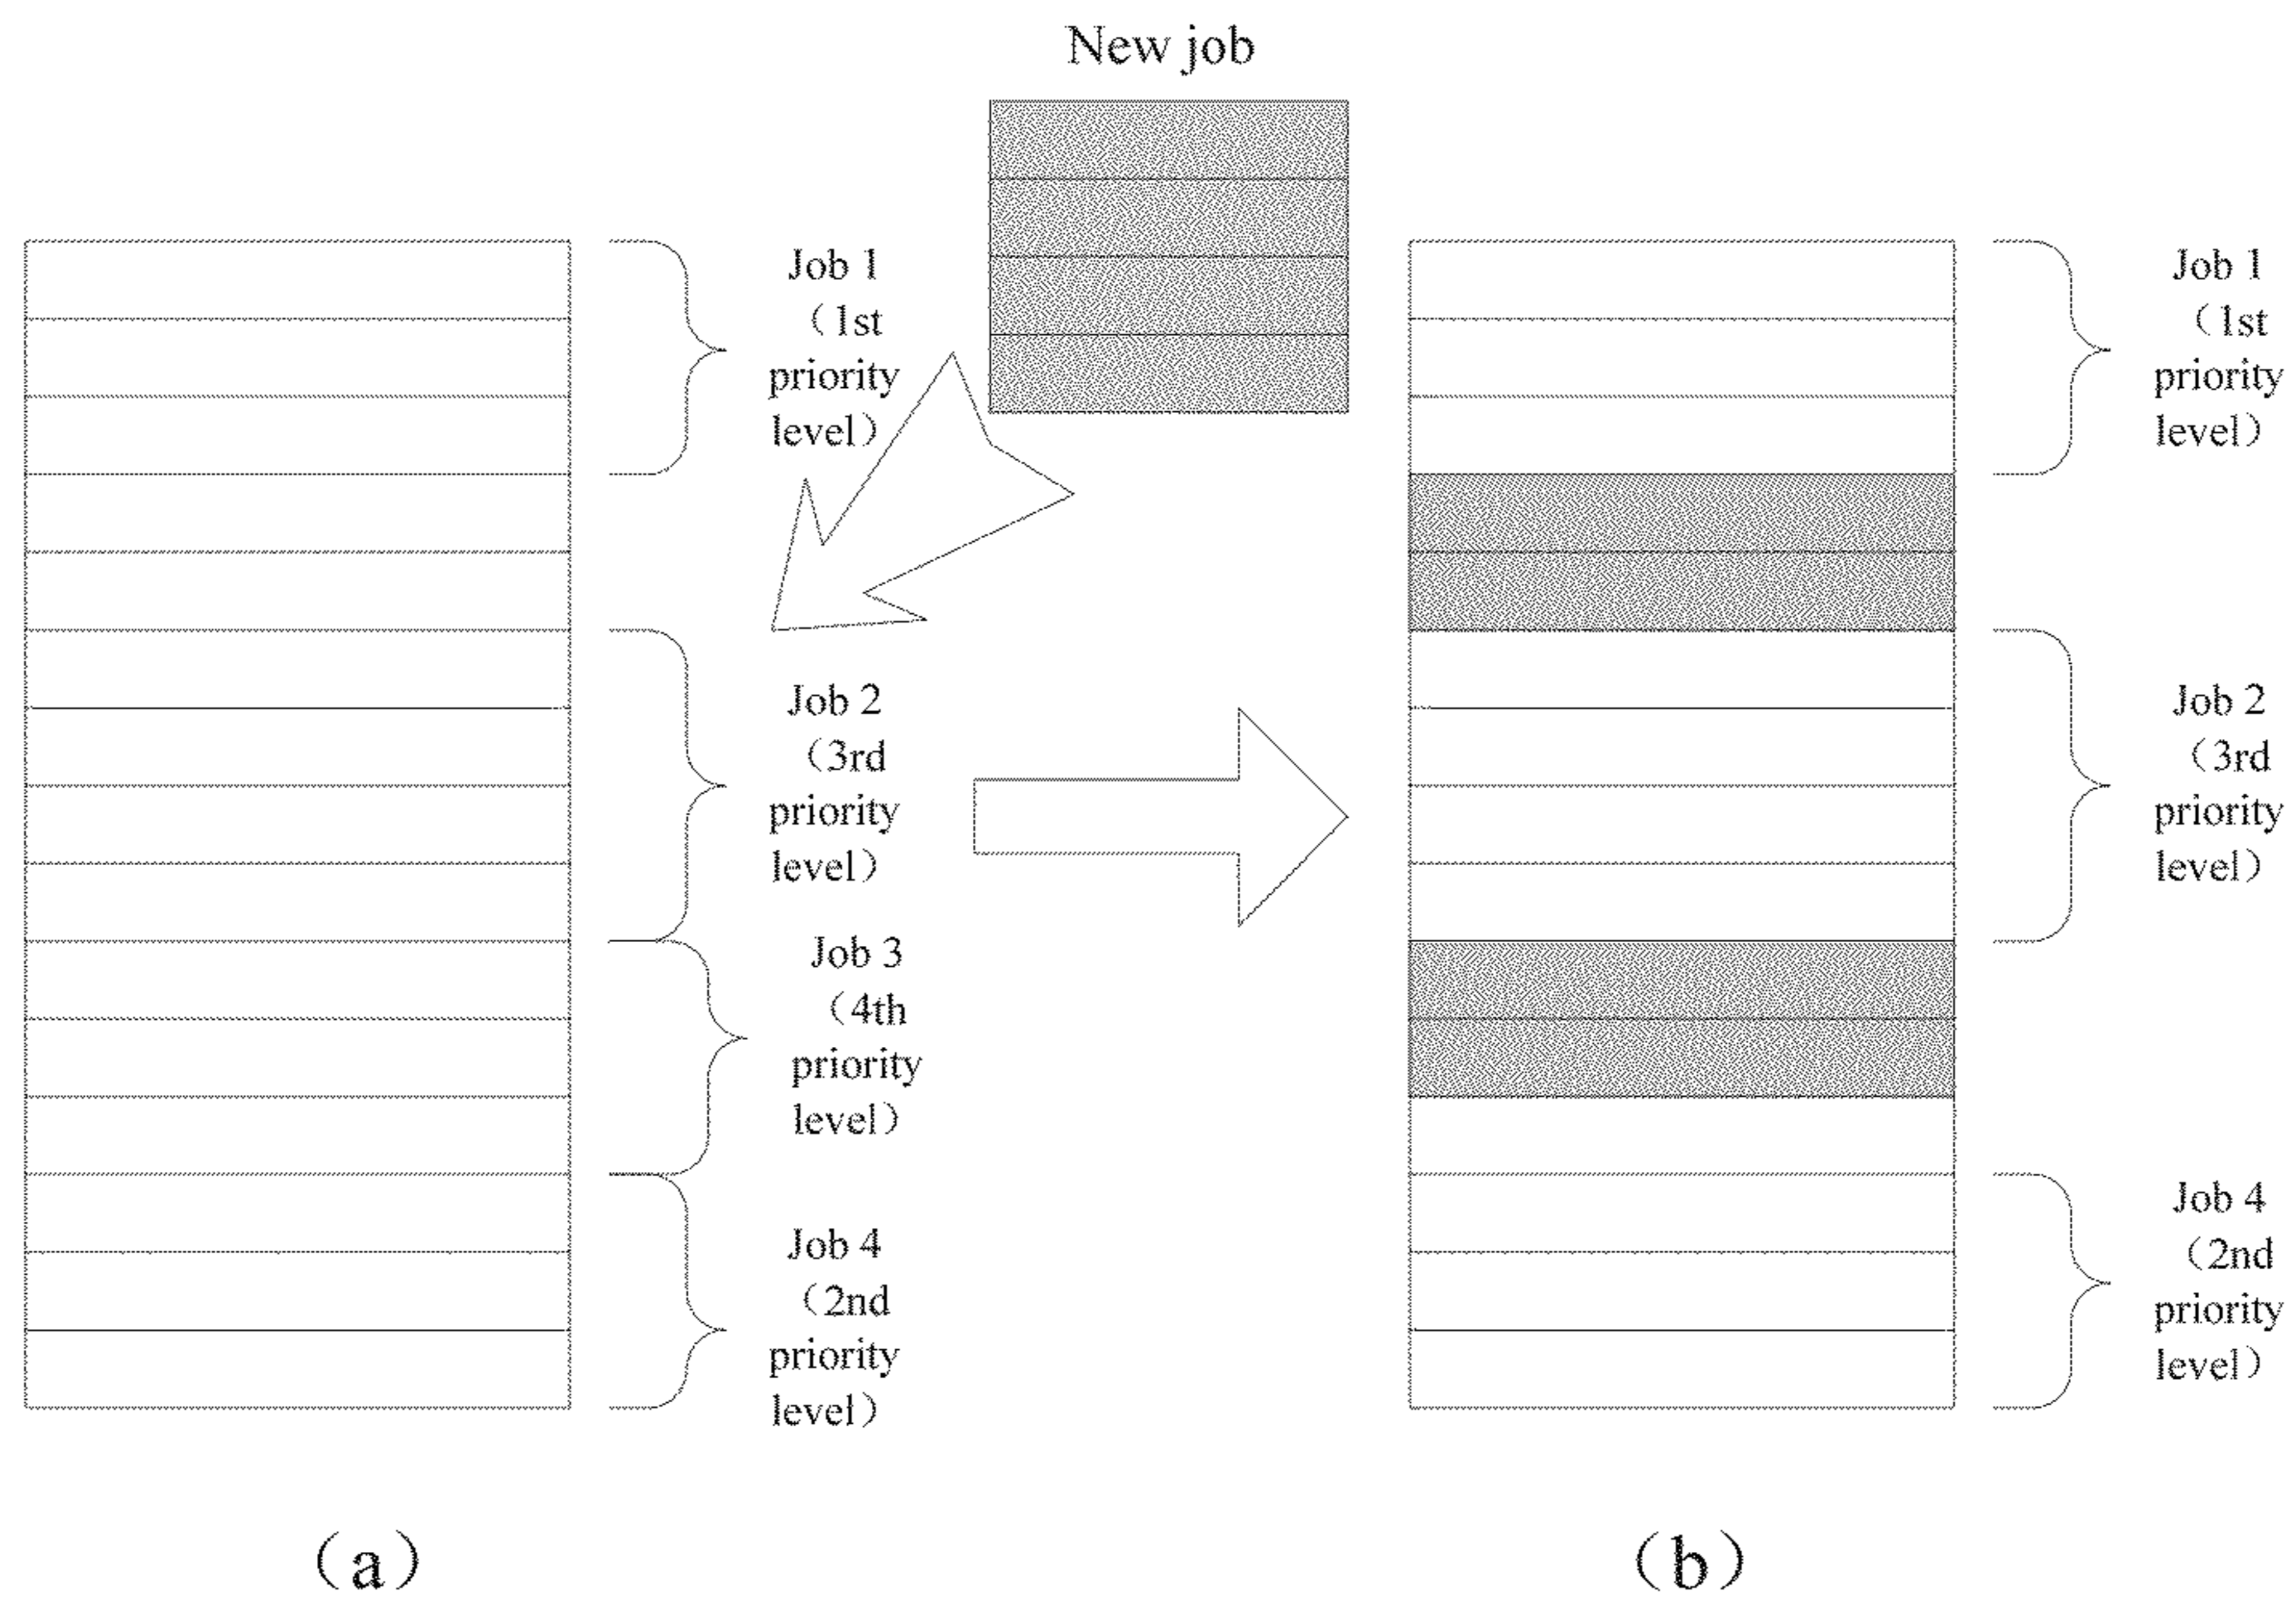 New job
Job 1
（1st
priority
level）
Job 2
（3rd
priority
level）
Job 3
（4th
priority
level）
Job 4
（2nd
priority
level）
Job 1
（1st
priority
level）
Job 2
（3rd
priority
level）
Job 4
（2nd
priority
level）
（a）
（b）